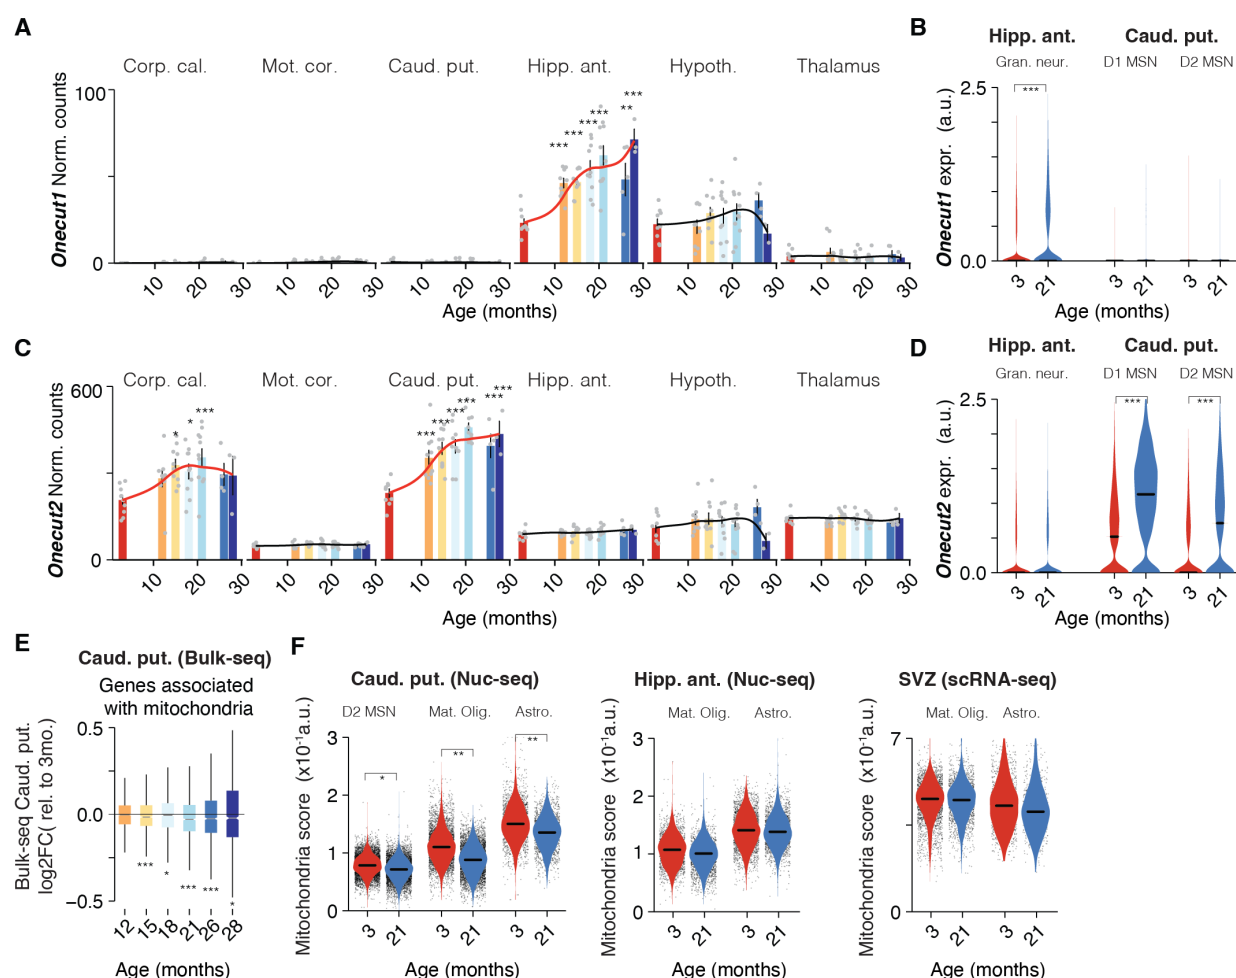 A
Corp. cal.
Mot. cor.
Caud. put.
Hipp. ant.
Hypoth.
Thalamus
Onecut1 Norm. counts
100
0
*** *** *** *** ** ***
10 20 30 10 20 30 10 20 30 10 20 30 10 20 30 10 20 30
Age (months)
B
Hipp. ant.
Caud. put.
Gran. neur.
D1 MSN
D2 MSN
Onecut1 expr. (a.u.)
2.5
0.0
***
3 21 3 21 3 21
Age (months)
C
Corp. cal.
Mot. cor.
Caud. put.
Hipp. ant.
Hypoth.
Thalamus
Onecut2 Norm. counts
600
0
* * ***
*** *** *** *** *** ***
10 20 30 10 20 30 10 20 30 10 20 30 10 20 30 10 20 30
Age (months)
D
Hipp. ant.
Caud. put.
Gran. neur.
D1 MSN
D2 MSN
Onecut2 expr. (a.u.)
2.5
0.0
*** ***
3 21 3 21 3 21
Age (months)
E
Caud. put. (Bulk-seq)
Genes associated
with mitochondria
Bulk-seq Caud. put.
log2FC( rel. to 3mo.)
0.5
0.0
−0.5
*** * *** *** *
12 15 18 21 26 28
Age (months)
F
Caud. put. (Nuc-seq)
D2 MSN
Mat. Olig.
Astro.
Mitochondria score (x10-1a.u.)
3
2
1
0
* ** **
3 21 3 21 3 21
Age (months)
Hipp. ant. (Nuc-seq)
Mat. Olig.
Astro.
Mitochondria score (x10-1a.u.)
3
2
1
0
3 21 3 21
Age (months)
SVZ (scRNA-seq)
Mat. Olig.
Astro.
Mitochondria score (x10-1a.u.)
7
0
3 21 3 21
Age (months)